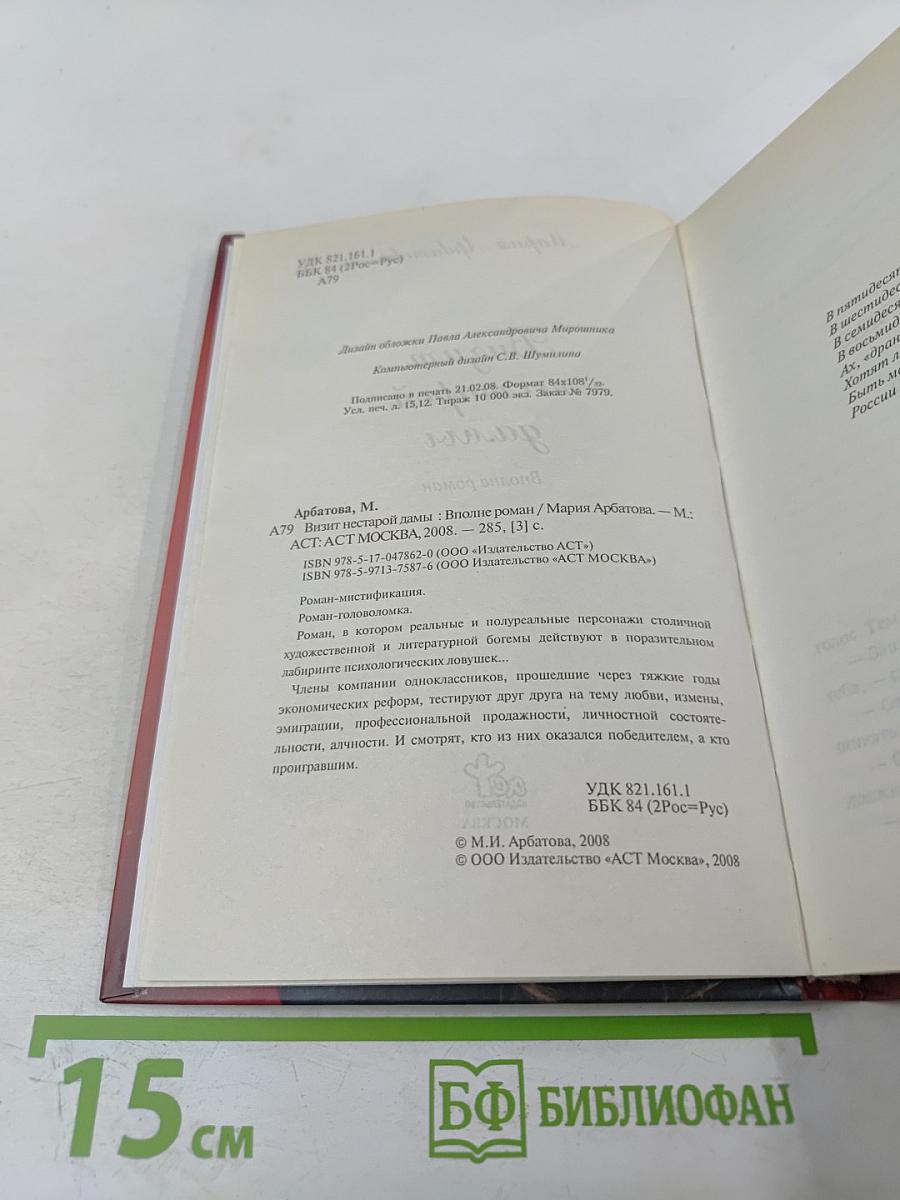 УДК 821.161.1
ББК 84 (2Рос=Рус)
А79
Дизайн обложки Павла Александровича Мирошника
Компьютерный дизайн С.В. Шумилина
Подписано в печать 21.02.08. Формат 84х108¹/₃₂.
Усл. печ. л. 15,12. Тираж 10 000 экз. Заказ № 7979.
Арбатова, М.
А79 Визит нестарой дамы : Вполне роман / Мария Арбатова. — М.:
АСТ: АСТ МОСКВА, 2008. — 285, [3] с.
ISBN 978-5-17-047862-0 (ООО «Издательство АСТ»)
ISBN 978-5-9713-7587-6 (ООО Издательство «АСТ МОСКВА»)
Роман-мистификация.
Роман-головоломка.
Роман, в котором реальные и полуреальные персонажи столичной
художественной и литературной богемы действуют в поразительном
лабиринте психологических ловушек...
Члены компании одноклассников, прошедшие через тяжкие годы
экономических реформ, тестируют друг друга на тему любви, измены,
эмиграции, профессиональной продажности, личностной состояте-
льности, алчности. И смотрят, кто из них оказался победителем, а кто
проигравшим.
УДК 821.161.1
ББК 84 (2Рос=Рус)
© М.И. Арбатова, 2008
© ООО Издательство «АСТ Москва», 2008
В
В
В
В
Ах,
Хотят
Быть
России
15 см
БФ БИБЛИОФАН